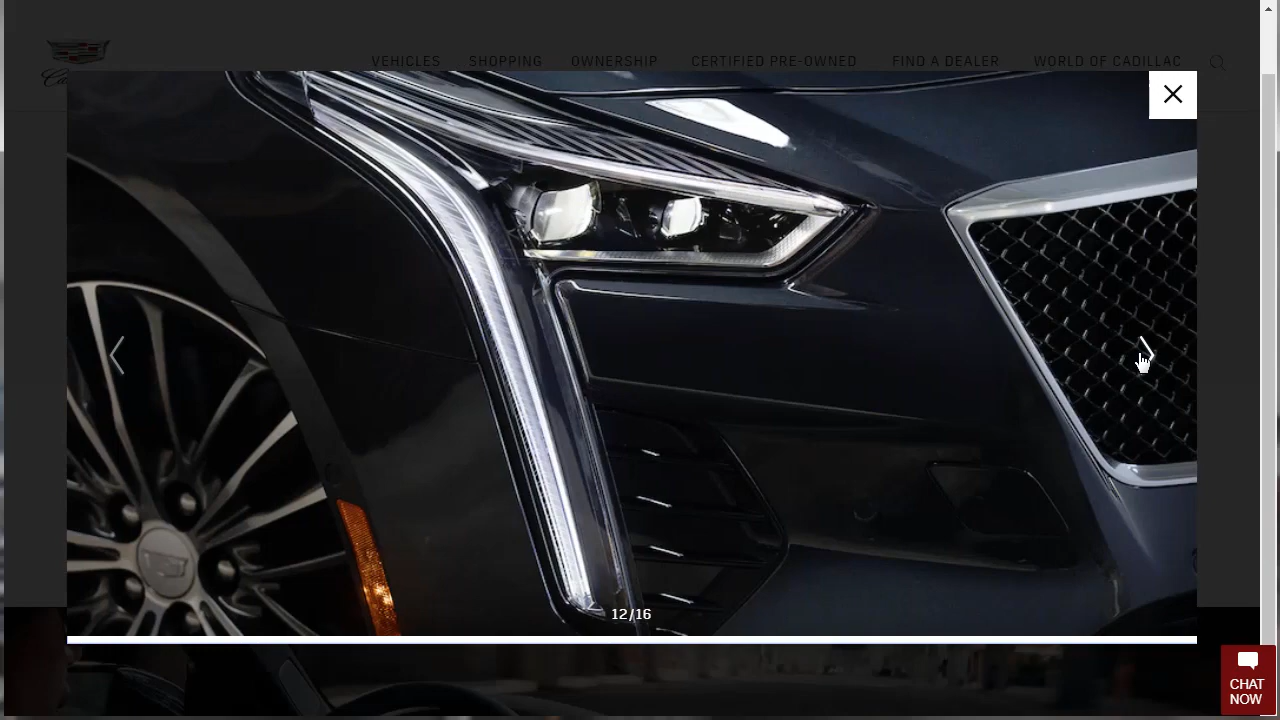 VEHICLES SHOPPING OWNERSHIP CERTIFIED PRE-OWNED FIND A DEALER WORLD OF CADILLAC
12/16
CHAT
NOW